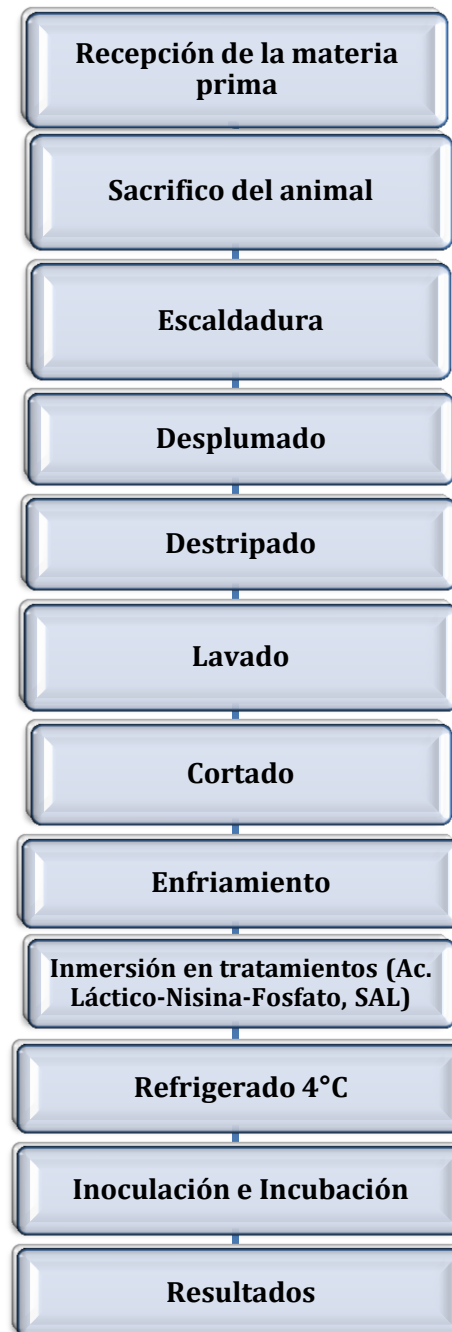 Recepción de la materia
prima
Sacrifico del animal
Escaldadura
Desplumado
Destripado
Lavado
Cortado
Enfriamiento
Inmersión en tratamientos (Ac.
Láctico-Nisina-Fosfato, SAL)
Refrigerado 4°C
Inoculación e Incubación
Resultados